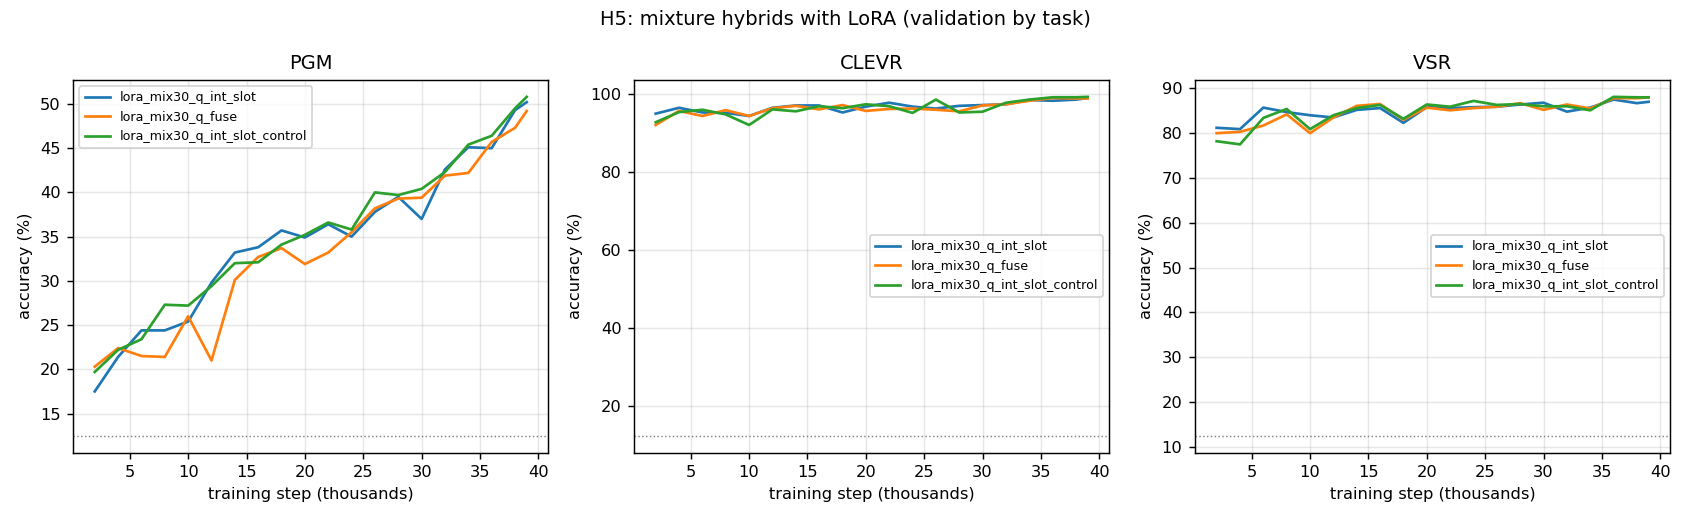 H5: mixture hybrids with LoRA (validation by task)
PGM
accuracy (%)
50
45
40
35
30
25
20
15
lora_mix30_q_int_slot
lora_mix30_q_fuse
lora_mix30_q_int_slot_control
5 10 15 20 25 30 35 40
training step (thousands)
CLEVR
accuracy (%)
100
80
60
40
20
lora_mix30_q_int_slot
lora_mix30_q_fuse
lora_mix30_q_int_slot_control
5 10 15 20 25 30 35 40
training step (thousands)
VSR
accuracy (%)
90
80
70
60
50
40
30
20
10
lora_mix30_q_int_slot
lora_mix30_q_fuse
lora_mix30_q_int_slot_control
5 10 15 20 25 30 35 40
training step (thousands)